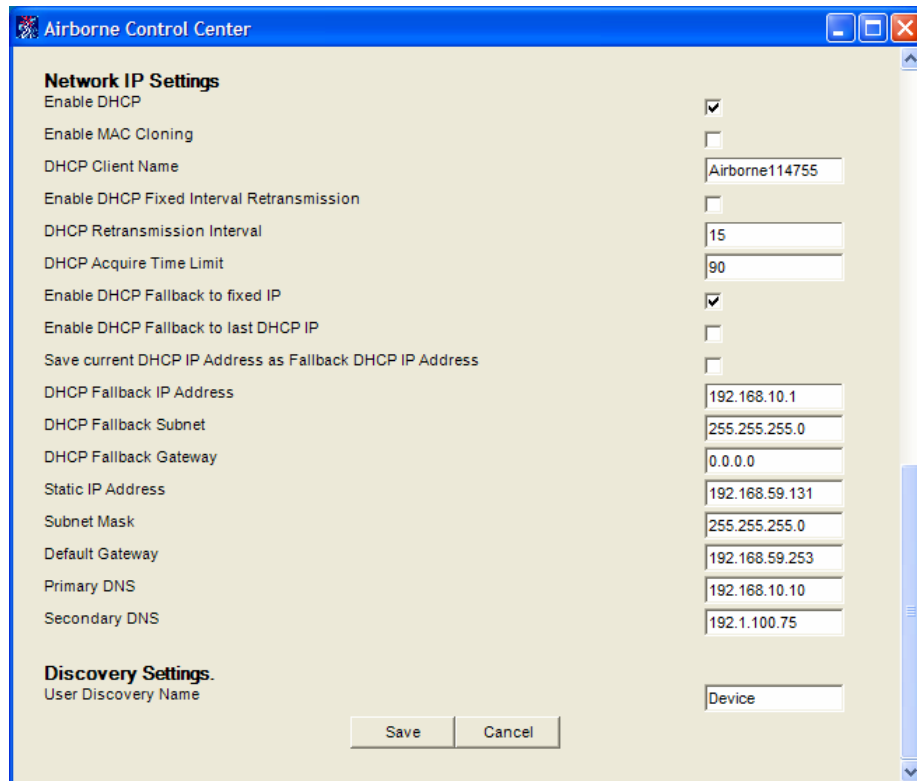 Airborne Control Center
Network IP Settings
Enable DHCP
Enable MAC Cloning
DHCP Client Name Airborne114755
Enable DHCP Fixed Interval Retransmission
DHCP Retransmission Interval 15
DHCP Acquire Time Limit 90
Enable DHCP Fallback to fixed IP
Enable DHCP Fallback to last DHCP IP
Save current DHCP IP Address as Fallback DHCP IP Address
DHCP Fallback IP Address 192.168.10.1
DHCP Fallback Subnet 255.255.255.0
DHCP Fallback Gateway 0.0.0.0
Static IP Address 192.168.59.131
Subnet Mask 255.255.255.0
Default Gateway 192.168.59.253
Primary DNS 192.168.10.10
Secondary DNS 192.1.100.75
Discovery Settings.
User Discovery Name Device
Save Cancel